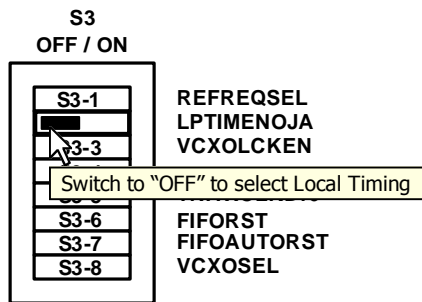 S3
OFF / ON
S3-1 REFREQSEL
LPTIMENOJA
S3-3 VCXOLCKEN
Switch to “OFF” to select Local Timing
S3-6 FIFORST
S3-7 FIFOAUTORST
S3-8 VCXOSEL